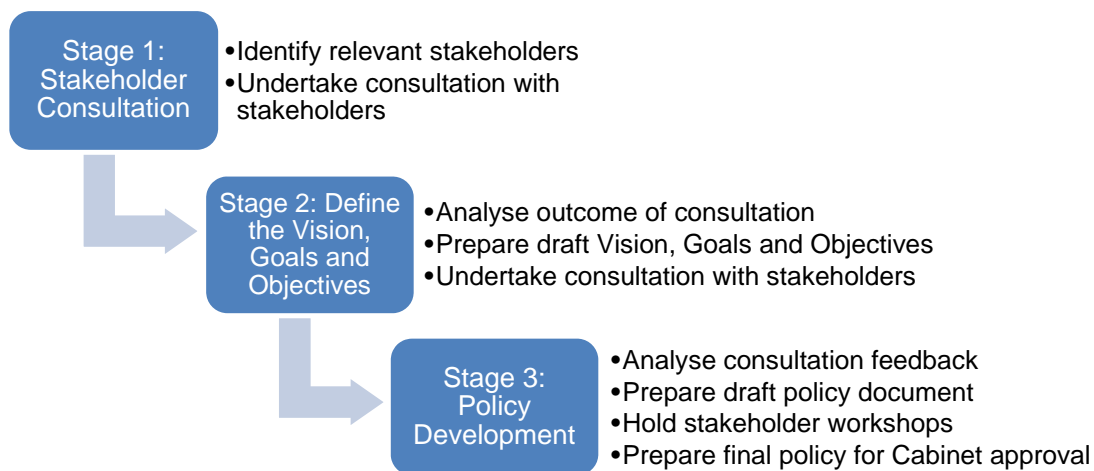 Stage 1:
Stakeholder
Consultation
•Identify relevant stakeholders
•Undertake consultation with
stakeholders
Stage 2: Define
the Vision,
Goals and
Objectives
•Analyse outcome of consultation
•Prepare draft Vision, Goals and Objectives
•Undertake consultation with stakeholders
Stage 3:
Policy
Development
•Analyse consultation feedback
•Prepare draft policy document
•Hold stakeholder workshops
•Prepare final policy for Cabinet approval